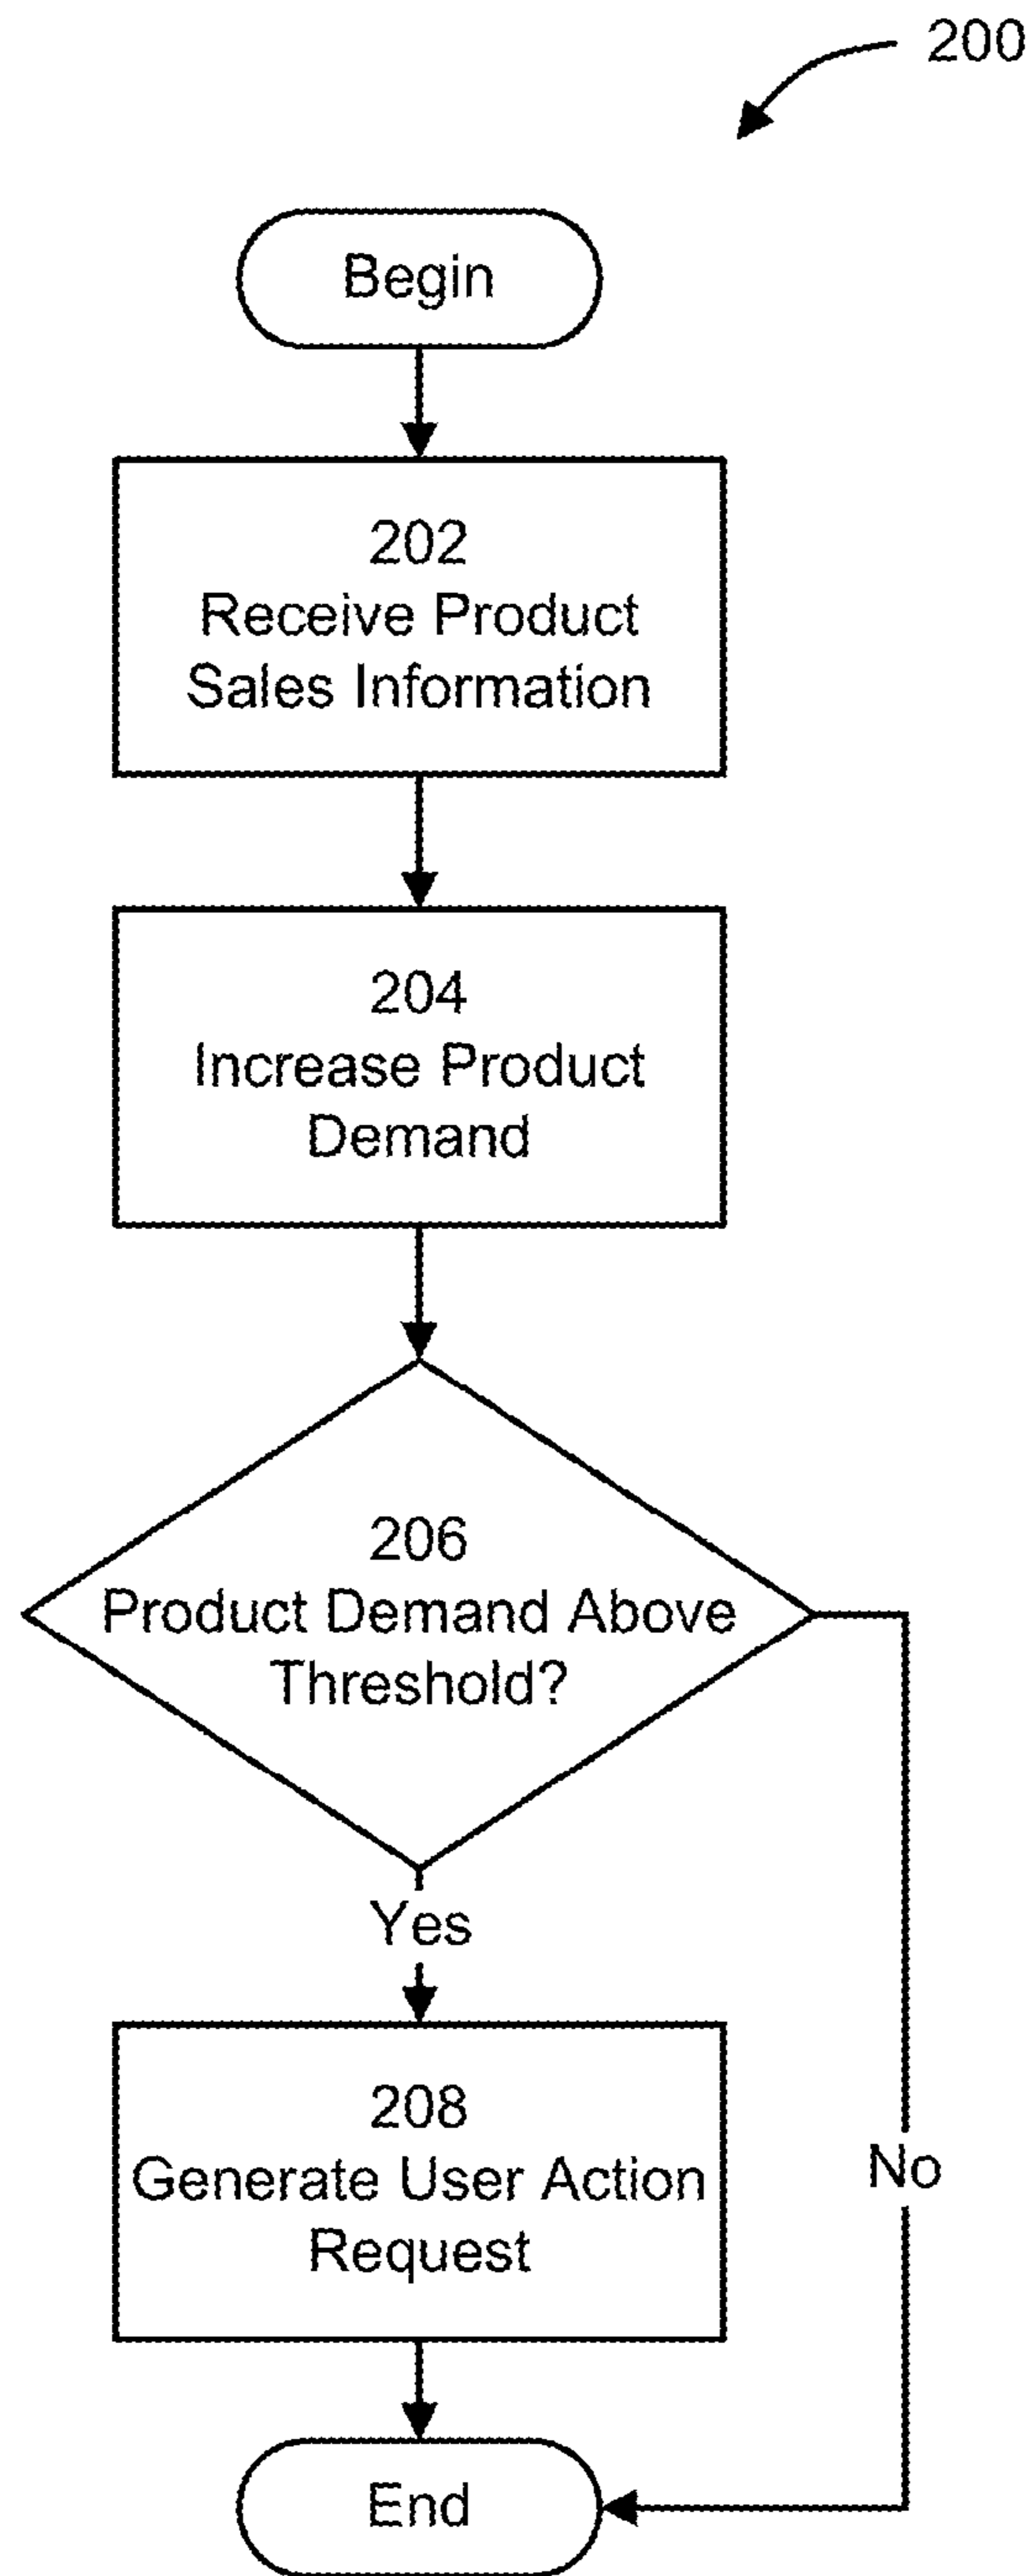 200
Begin
202
Receive Product
Sales Information
204
Increase Product
Demand
206
Product Demand Above
Threshold?
Yes
208
Generate User Action
Request
No
End